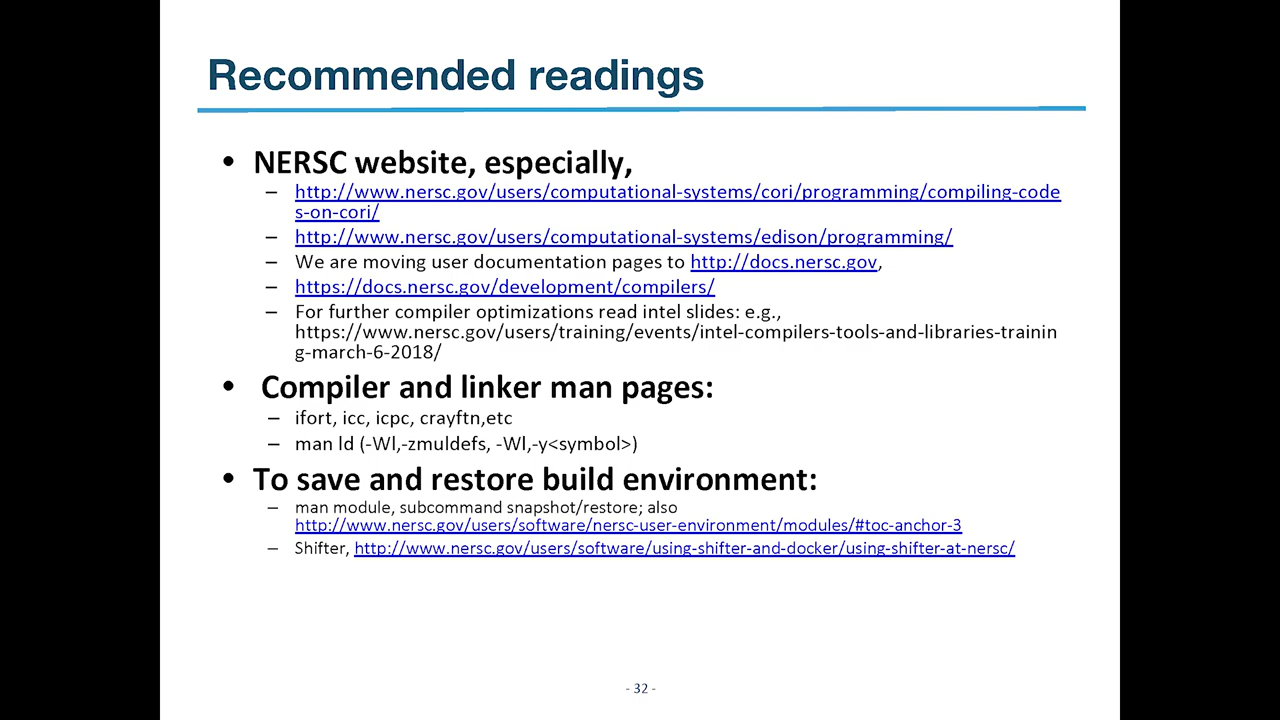 Recommended readings
• NERSC website, especially,
– http://www.nersc.gov/users/computational-systems/cori/programming/compiling-code
s-on-cori/
– http://www.nersc.gov/users/computational-systems/edison/programming/
– We are moving user documentation pages to http://docs.nersc.gov,
– https://docs.nersc.gov/development/compilers/
– For further compiler optimizations read intel slides: e.g.,
https://www.nersc.gov/users/training/events/intel-compilers-tools-and-libraries-trainin
g-march-6-2018/
• Compiler and linker man pages:
– ifort, icc, icpc, crayftn,etc
– man ld (-Wl,-zmuldefs, -Wl,-y<symbol>)
• To save and restore build environment:
– man module, subcommand snapshot/restore; also
http://www.nersc.gov/users/software/nersc-user-environment/modules/#toc-anchor-3
– Shifter, http://www.nersc.gov/users/software/using-shifter-and-docker/using-shifter-at-nersc/
- 32 -